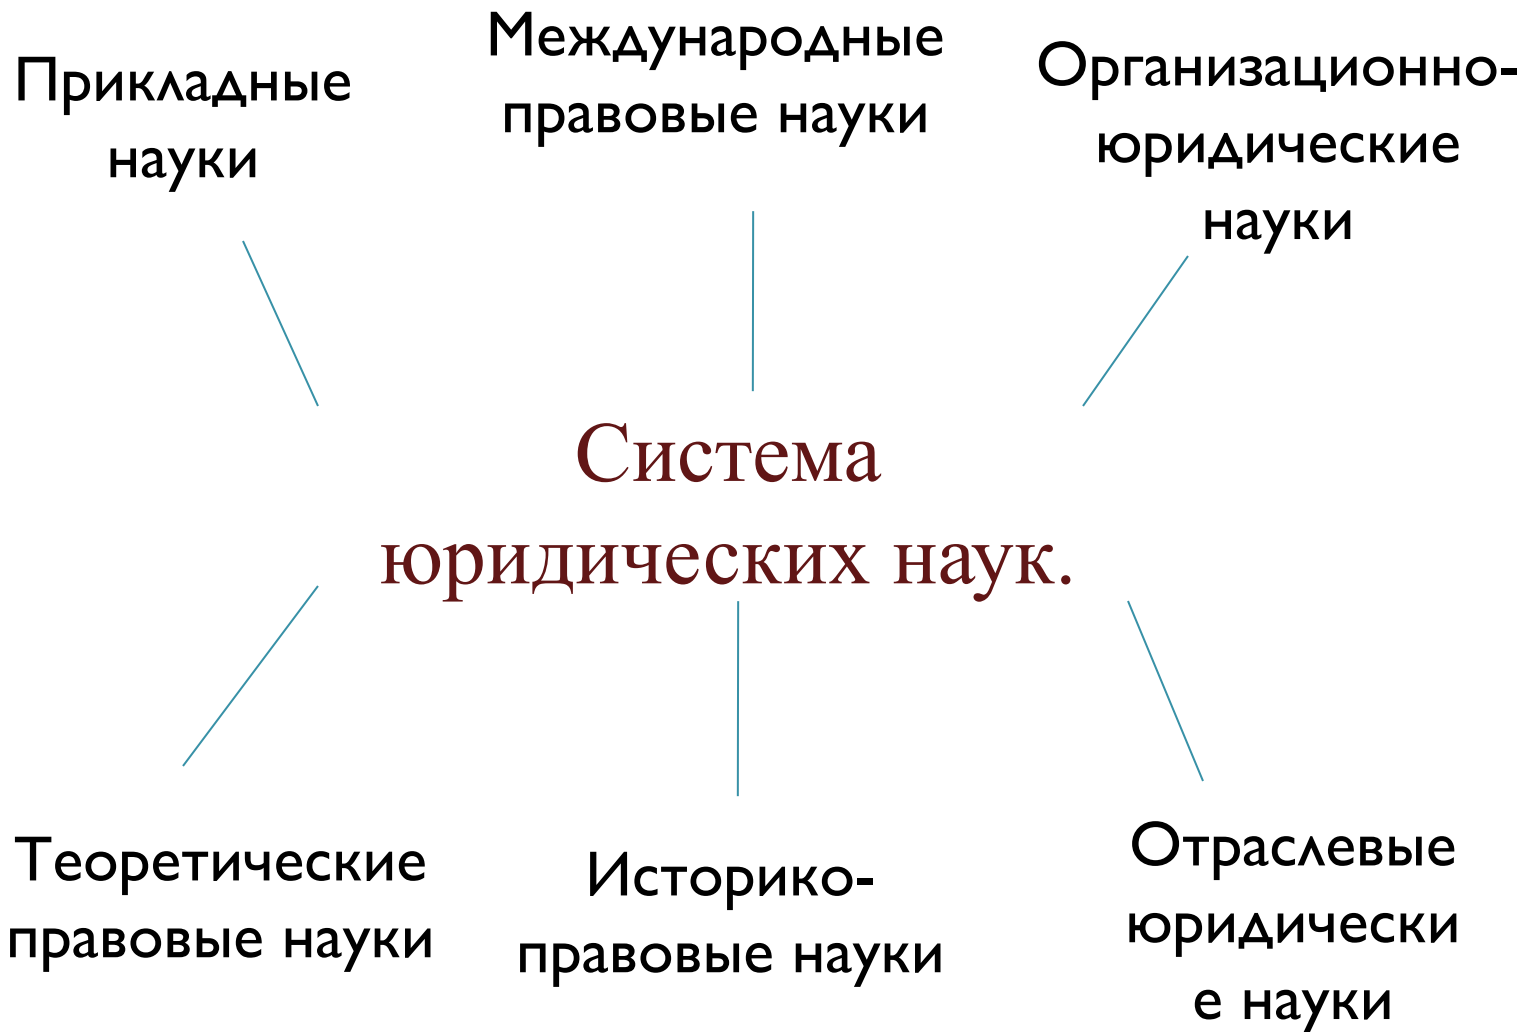 Прикладные
науки
Международные
правовые науки
Организационно-
юридические
науки
Система
юридических наук.
Теоретические
правовые науки
Историко-
правовые науки
Отраслевые
юридически
е науки